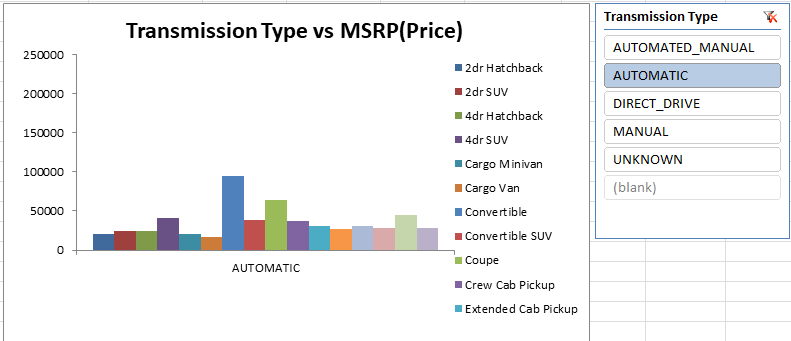 Transmission Type vs MSRP(Price)
250000
200000
150000
100000
50000
0
AUTOMATIC
2dr Hatchback
2dr SUV
4dr Hatchback
4dr SUV
Cargo Minivan
Cargo Van
Convertible
Convertible SUV
Coupe
Crew Cab Pickup
Extended Cab Pickup
Transmission Type
AUTOMATED_MANUAL
AUTOMATIC
DIRECT_DRIVE
MANUAL
UNKNOWN
(blank)